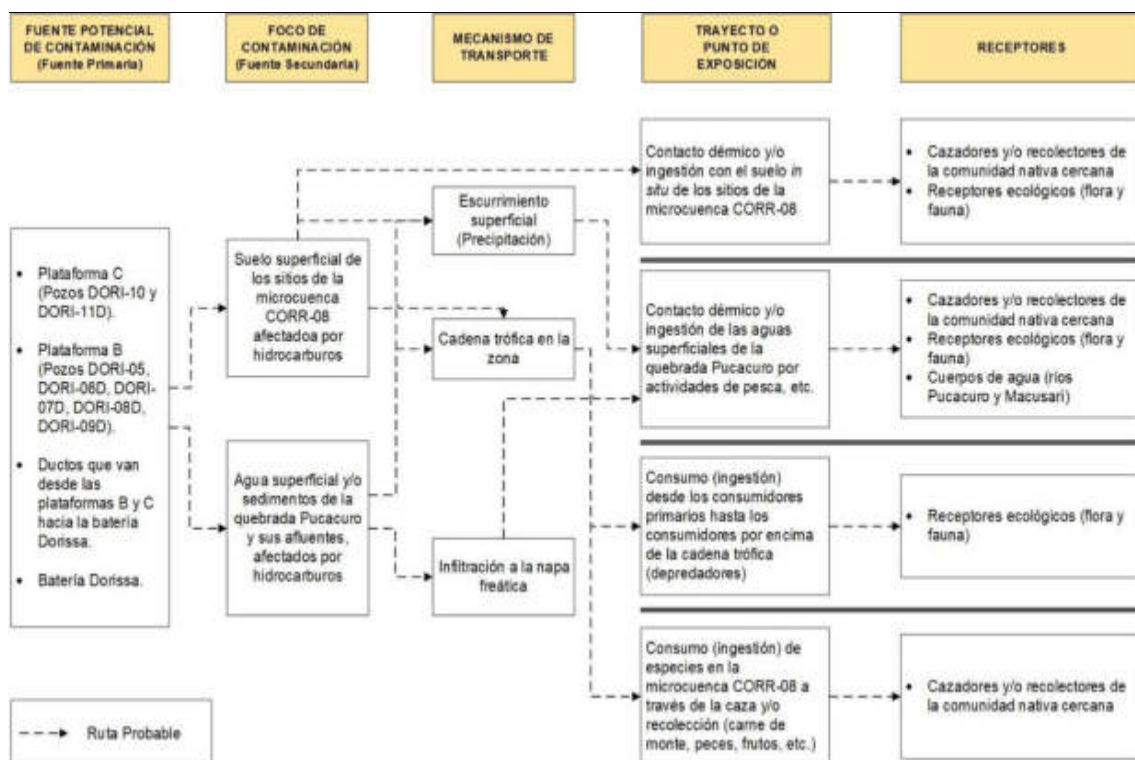 FUENTE POTENCIAL
DE CONTAMINACIÓN
(Fuente Primaria)
FOCO DE
CONTAMINACIÓN
(Fuente Secundaria)
MECANISMO DE
TRANSPORTE
TRAYECTO O
PUNTO DE
EXPOSICIÓN
RECEPTORES
• Plataforma C
(Pozos DORI-10 y
DORI-11D).
• Plataforma B
(Pozos DORI-05,
DORI-06D, DORI-
07D, DORI-08D,
DORI-09D).
• Ductos que van
desde las
plataformas B y C
hacia la batería
Dorissa.
• Batería Dorissa.
Suelo superficial de
los sitios de la
microcuenca
CORR-08
afectadoa por
hidrocarburos
Agua superficial y/o
sedimentos de la
quebrada Pucacuro
y sus afluentes,
afectados por
hidrocarburos
Escurrimiento
superficial
(Precipitación)
Cadena trófica en la
zona
Infiltración a la napa
freática
Contacto dérmico y/o
ingestión con el suelo in
situ de los sitios de la
microcuenca CORR-08
Contacto dérmico y/o
ingestión de las aguas
superficiales de la
quebrada Pucacuro por
actividades de pesca, etc.
Consumo (ingestión)
desde los consumidores
primarios hasta los
consumidores por encima
de la cadena trófica
(depredadores)
Consumo (ingestión) de
especies en la
microcuenca CORR-08 a
través de la caza y/o
recolección (carne de
monte, peces, frutos, etc.)
• Cazadores y/o recolectores de
la comunidad nativa cercana
• Receptores ecológicos (flora y
fauna)
• Cazadores y/o recolectores de
la comunidad nativa cercana
• Receptores ecológicos (flora y
fauna)
• Cuerpos de agua (ríos
Pucacuro y Macusari)
• Receptores ecológicos (flora y
fauna)
• Cazadores y/o recolectores de
la comunidad nativa cercana
Ruta Probable